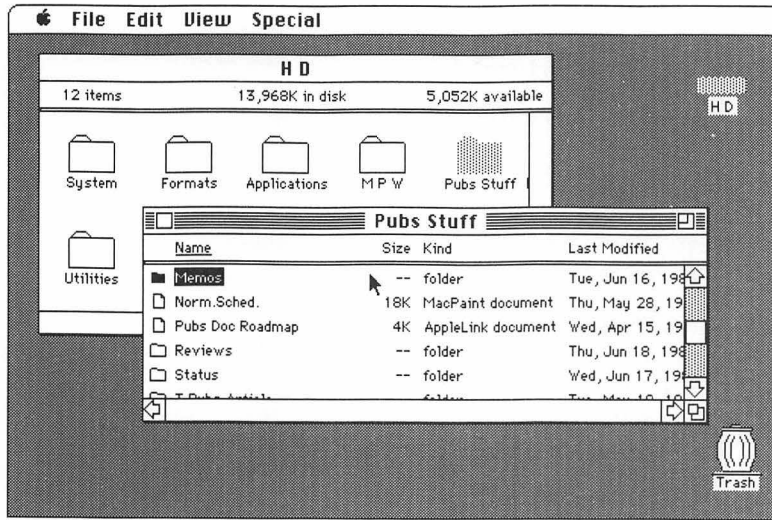 File Edit View Special
H D
12 items 13,968K in disk 5,052K available
H D
System Formats Applications M P W Pubs Stuff
Utilities
Pubs Stuff
Name Size Kind Last Modified
Memos -- folder Tue, Jun 16, 198
Norm.Sched. 18K MacPaint document Thu, May 28, 19
Pubs Doc Roadmap 4K AppleLink document Wed, Apr 15, 19
Reviews -- folder Thu, Jun 18, 198
Status -- folder Wed, Jun 17, 198
Trash